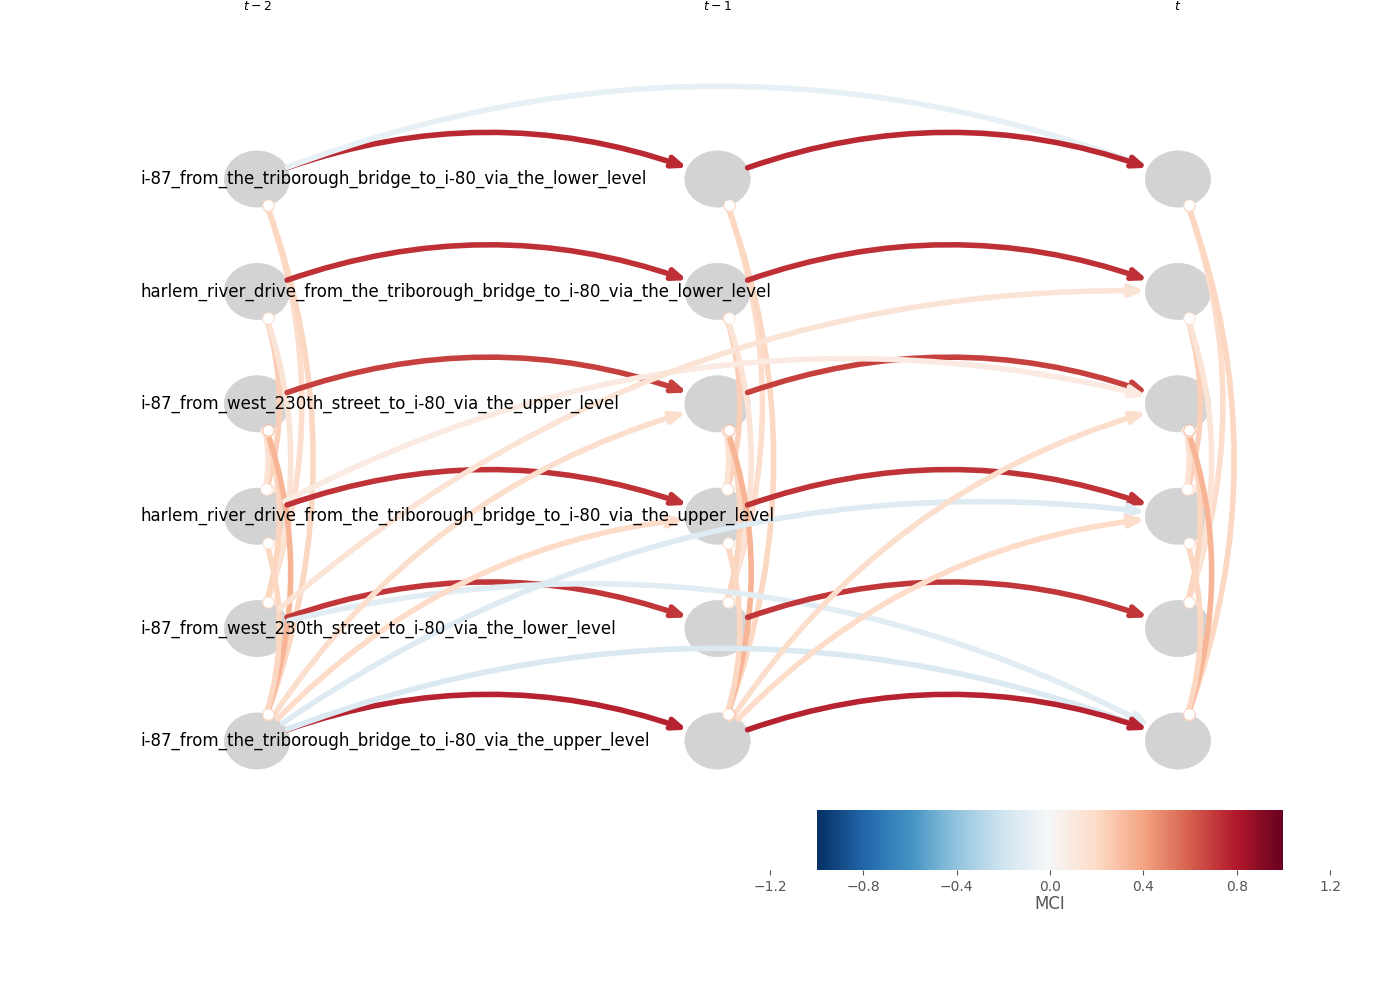 t − 2
t − 1
t
i-87_from_the_triborough_bridge_to_i-80_via_the_lower_level
harlem_river_drive_from_the_triborough_bridge_to_i-80_via_the_lower_level
i-87_from_west_230th_street_to_i-80_via_the_upper_level
harlem_river_drive_from_the_triborough_bridge_to_i-80_via_the_upper_level
i-87_from_west_230th_street_to_i-80_via_the_lower_level
i-87_from_the_triborough_bridge_to_i-80_via_the_upper_level
−1.2
−0.8
−0.4
0.0
0.4
0.8
1.2
MCI